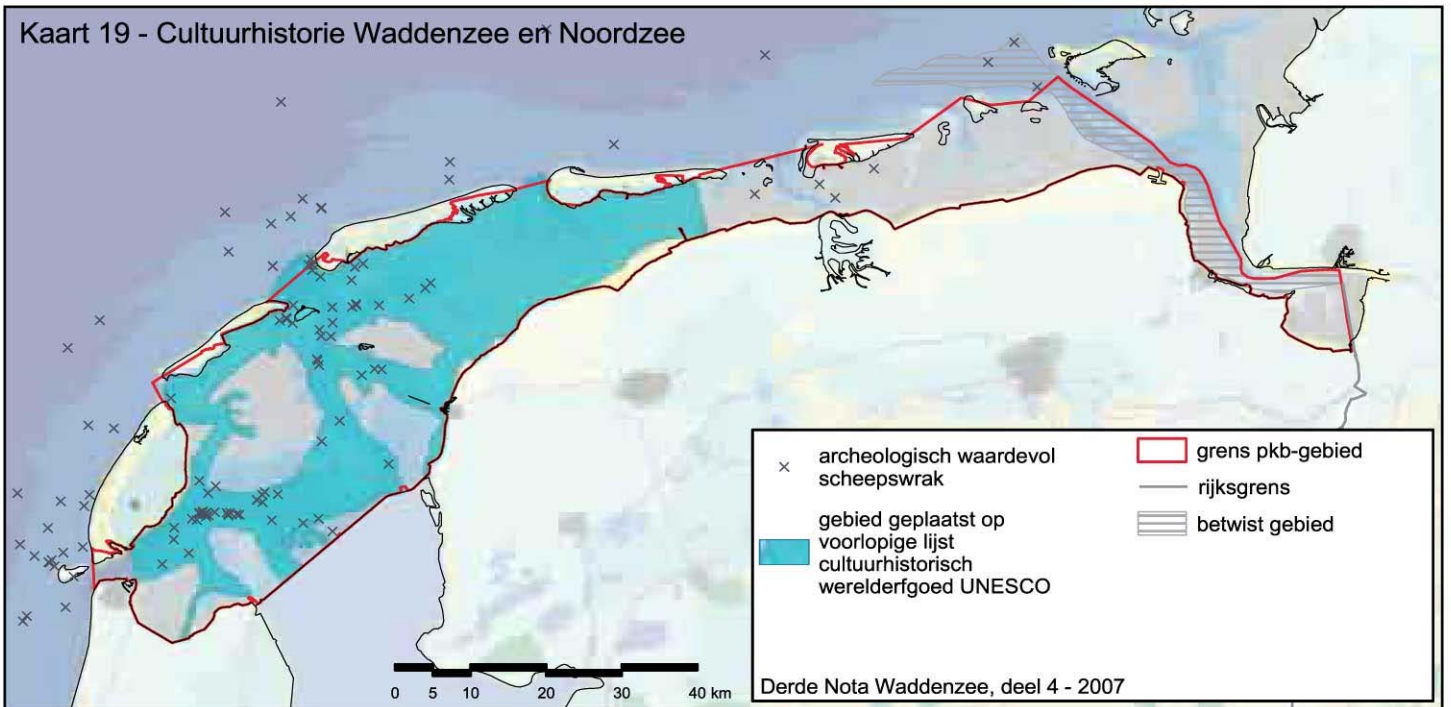 Kaart 19 - Cultuurhistorie Waddenzee en Noordzee
archeologisch waardevol
scheepswrak
gebied geplaatst op
voorlopige lijst
cultuurhistorisch
werelderfgoed UNESCO
grens pkb-gebied
rijksgrens
betwist gebied
0 5 10 20 30 40 km
Derde Nota Waddenzee, deel 4 - 2007